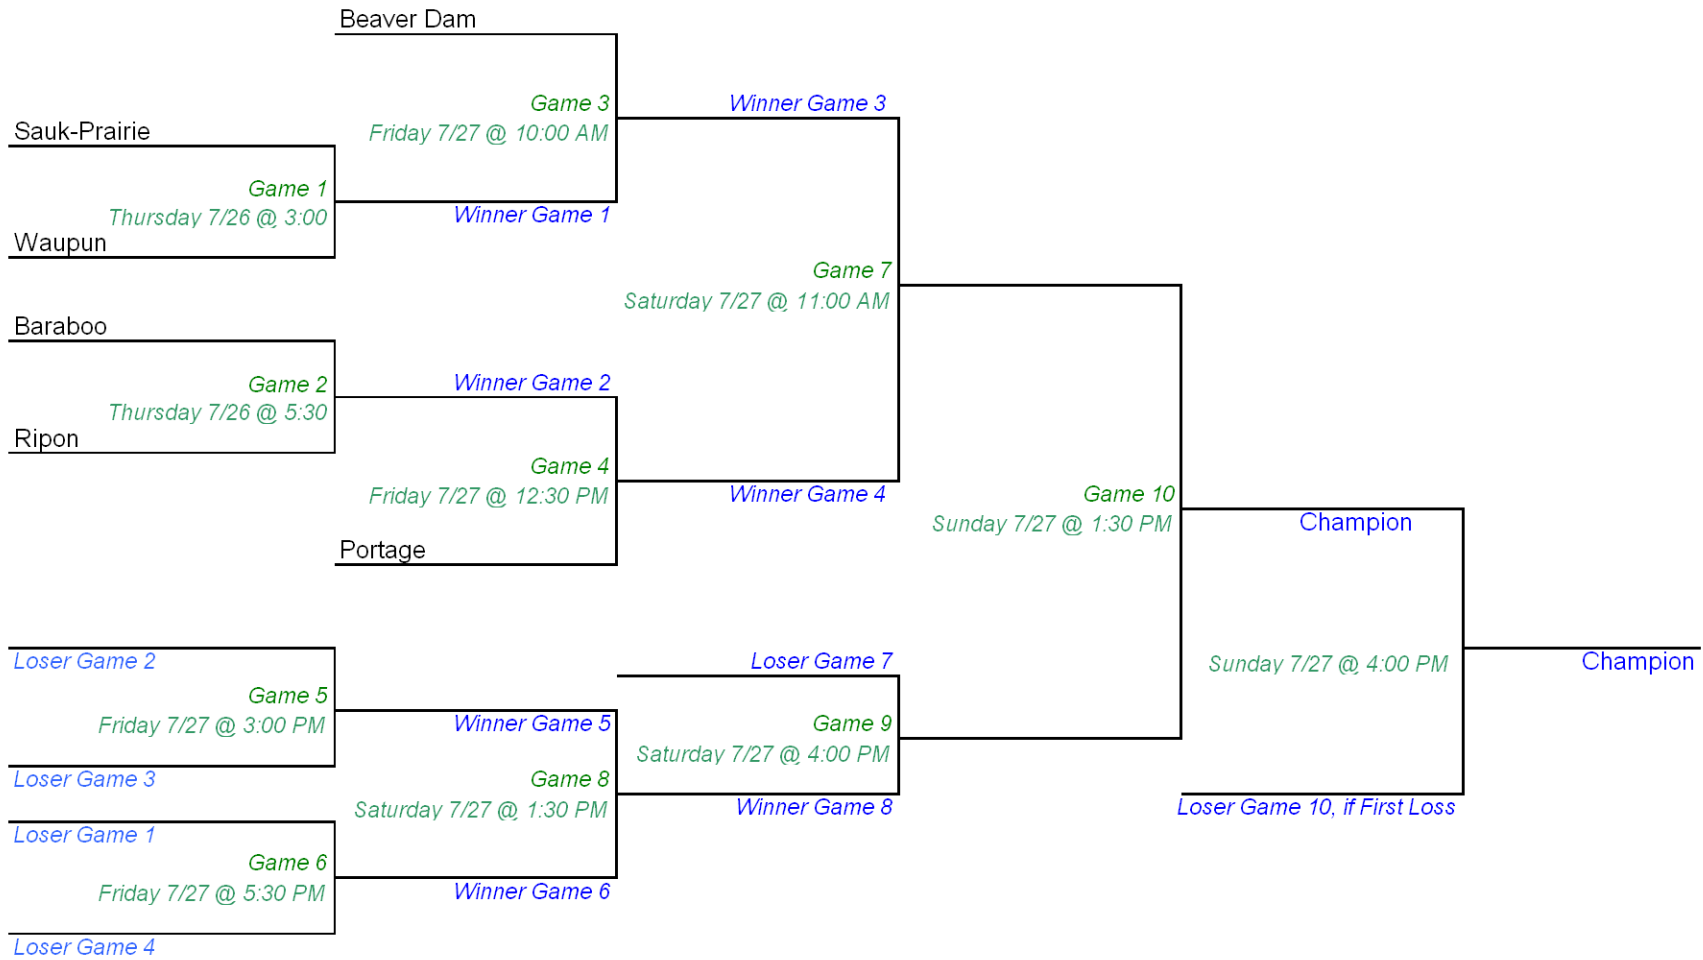 Beaver Dam
Game 3
Friday 7/27 @ 10:00 AM
Winner Game 3
Sauk-Prairie
Game 1
Thursday 7/26 @ 3:00
Waupun
Winner Game 1
Game 7
Saturday 7/27 @ 11:00 AM
Baraboo
Game 2
Thursday 7/26 @ 5:30
Ripon
Winner Game 2
Game 4
Friday 7/27 @ 12:30 PM
Winner Game 4
Portage
Game 10
Sunday 7/27 @ 1:30 PM
Champion
Loser Game 2
Game 5
Friday 7/27 @ 3:00 PM
Loser Game 3
Winner Game 5
Loser Game 7
Game 9
Saturday 7/27 @ 4:00 PM
Winner Game 8
Game 8
Saturday 7/27 @ 1:30 PM
Loser Game 1
Game 6
Friday 7/27 @ 5:30 PM
Loser Game 4
Winner Game 6
Sunday 7/27 @ 4:00 PM
Champion
Loser Game 10, if First Loss